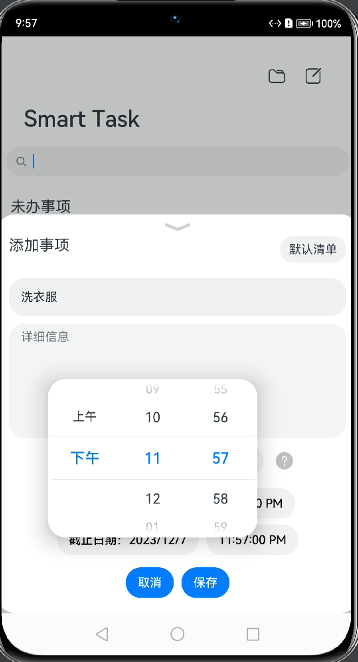 9:57
100%
Smart Task
未办事项
添加事项
默认清单
洗衣服
详细信息
09 55
上午 10 56
下午 11 57
?
12 58
0 PM
01 59
截止日期: 2023/12/7
11:57:00 PM
取消
保存